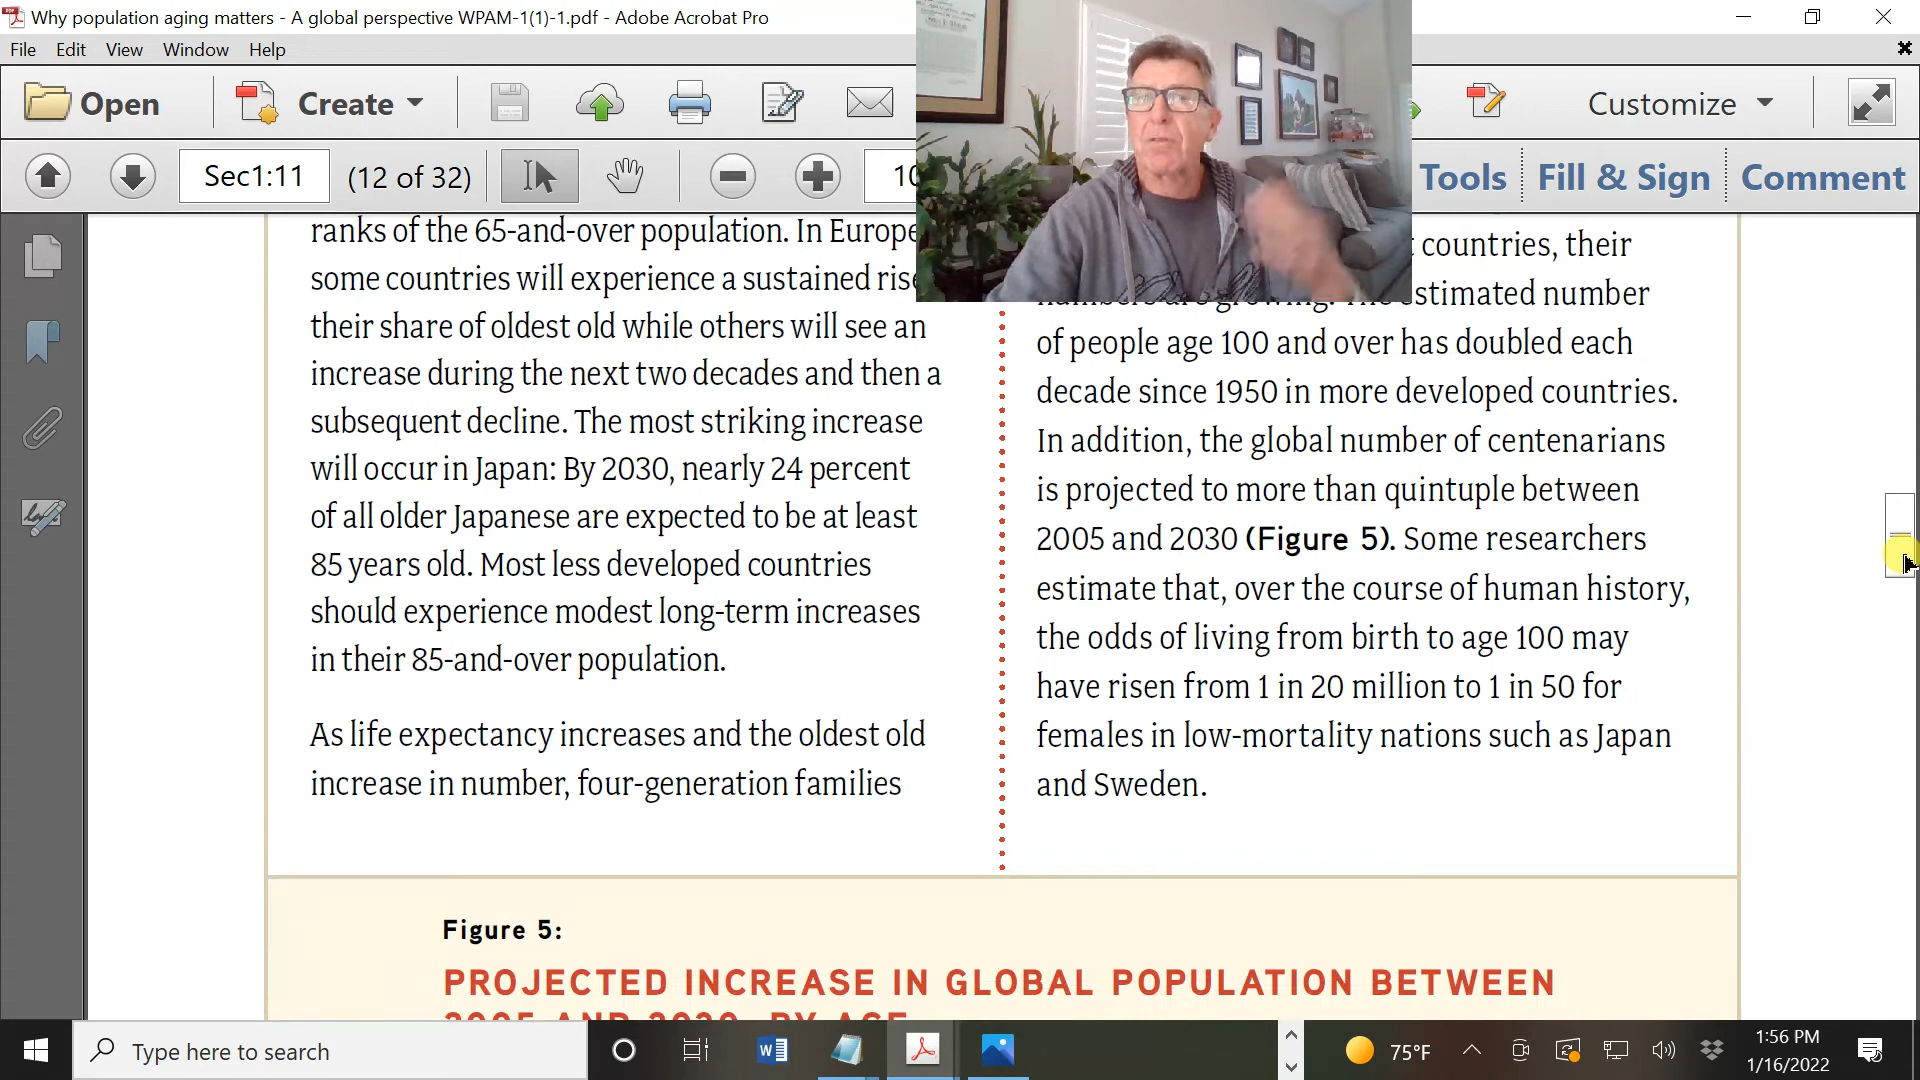 Why population aging matters - A global perspective WPAM-1(1)-1.pdf - Adobe Acrobat Pro
File Edit View Window Help
Open Create Customize
Sec1:11 (12 of 32) Tools Fill & Sign Comment
ranks of the 65-and-over population. In Europe
some countries will experience a sustained rise
their share of oldest old while others will see an
increase during the next two decades and then a
subsequent decline. The most striking increase
will occur in Japan: By 2030, nearly 24 percent
of all older Japanese are expected to be at least
85 years old. Most less developed countries
should experience modest long-term increases
in their 85-and-over population.
As life expectancy increases and the oldest old
increase in number, four-generation families
countries, their
numbers are growing. The estimated number
of people age 100 and over has doubled each
decade since 1950 in more developed countries.
In addition, the global number of centenarians
is projected to more than quintuple between
2005 and 2030 (Figure 5). Some researchers
estimate that, over the course of human history,
the odds of living from birth to age 100 may
have risen from 1 in 20 million to 1 in 50 for
females in low-mortality nations such as Japan
and Sweden.
Figure 5:
PROJECTED INCREASE IN GLOBAL POPULATION BETWEEN
2005 AND 2030, BY AGE
Type here to search
75°F
1:56 PM
1/16/2022